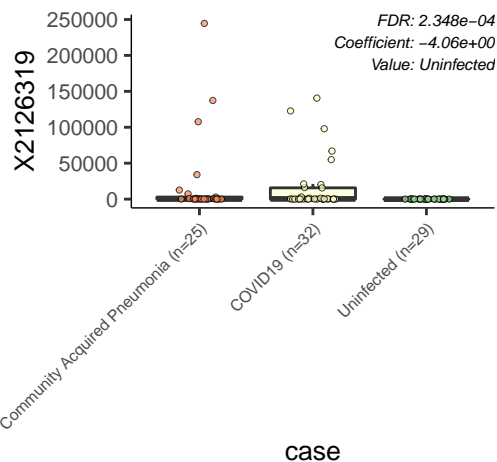 FDR: 2.348e−04
Coefficient: −4.06e+00
Value: Uninfected
X2126319
250000
200000
150000
100000
50000
0
Community Acquired Pneumonia (n=25)
COVID19 (n=32)
Uninfected (n=29)
case